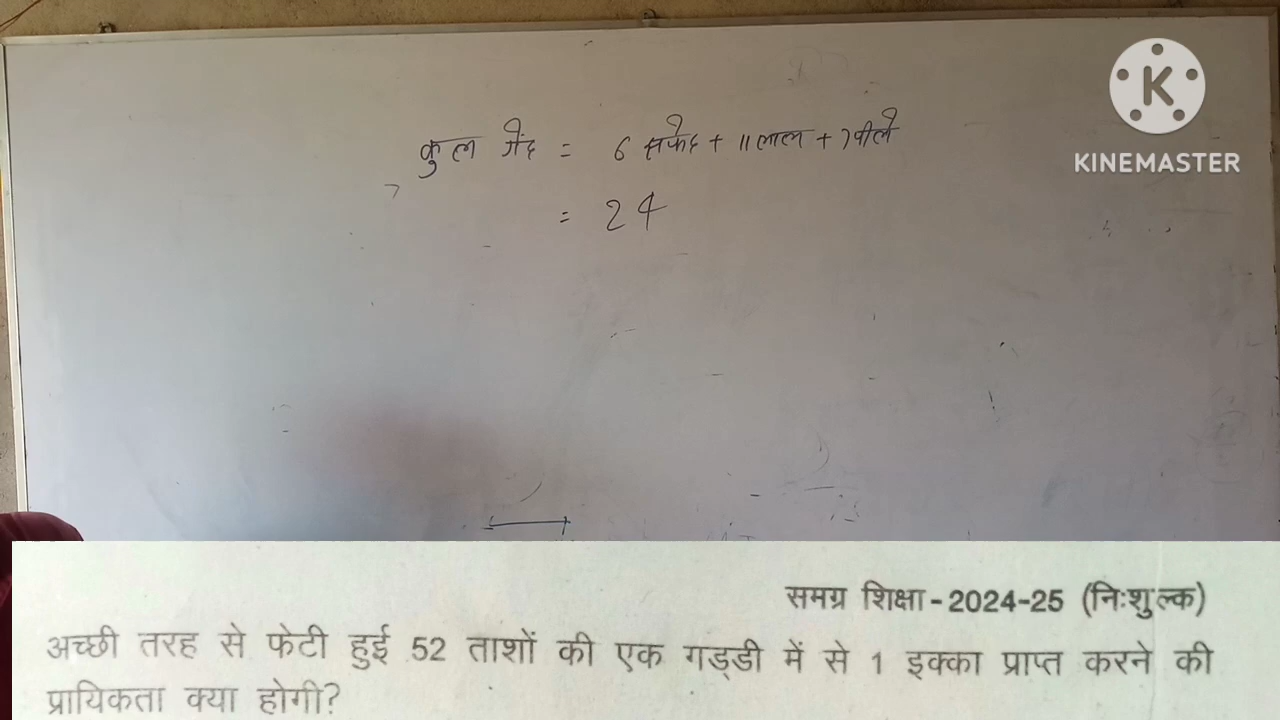 कुल गेंद = 6 सफेद + 11 लाल + 7 पीले
= 24
KINEMASTER
समग्र शिक्षा-2024-25 (निःशुल्क)
अच्छी तरह से फेटी हुई 52 ताशों की एक गड्डी में से 1 इक्का प्राप्त करने की
प्रायिकता क्या होगी?